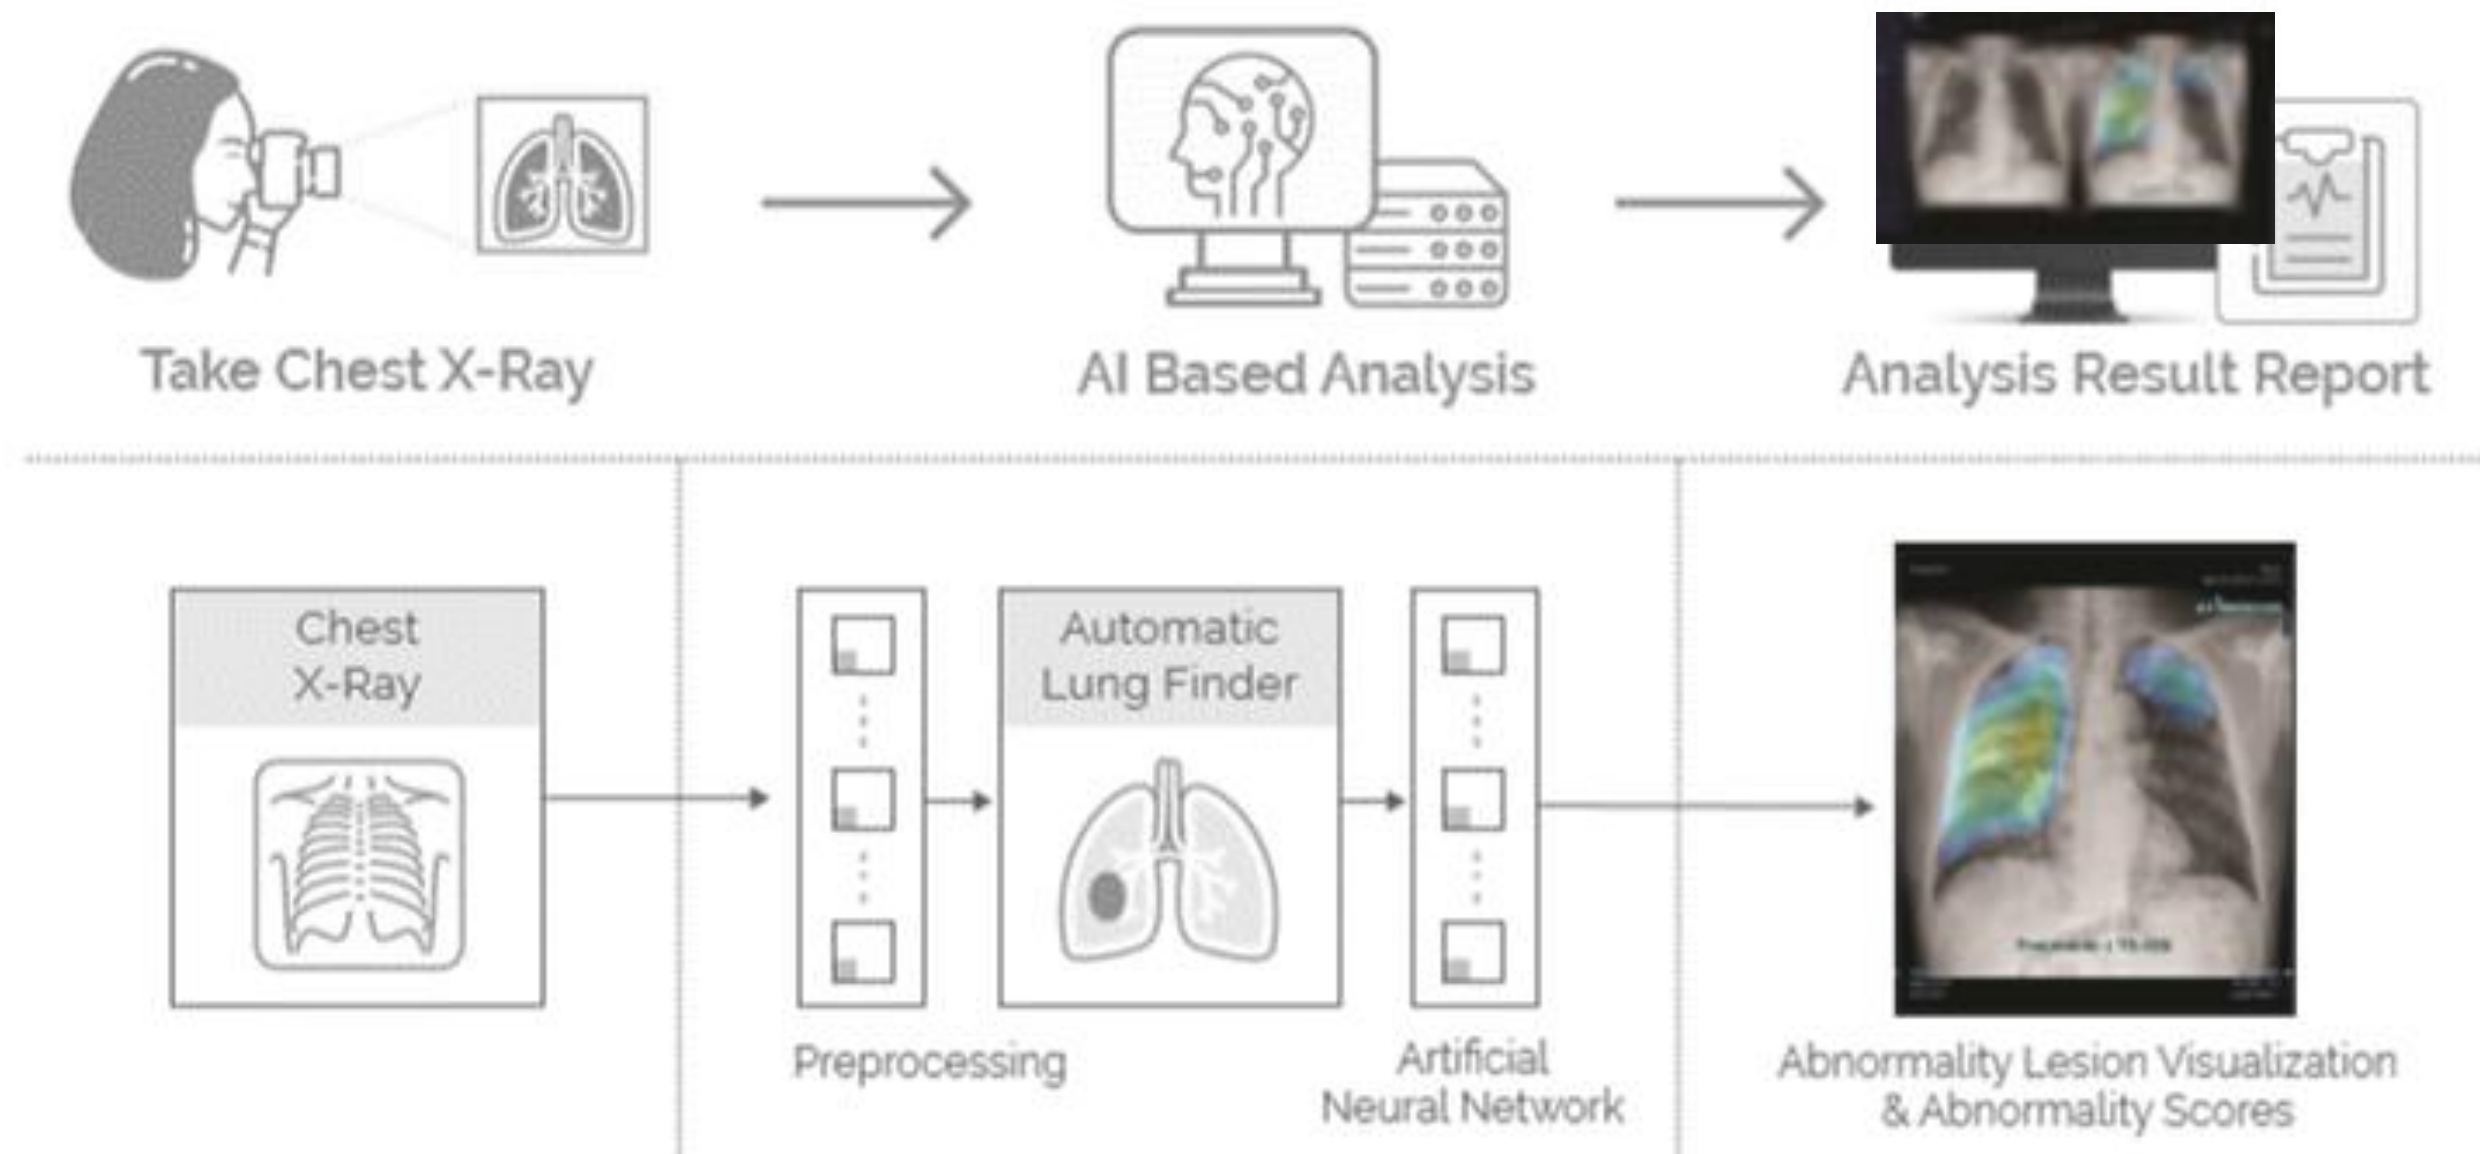 Take Chest X-Ray
AI Based Analysis
Analysis Result Report
Chest
X-Ray
Automatic
Lung Finder
Preprocessing
Artificial
Neural Network
Abnormality Lesion Visualization
& Abnormality Scores